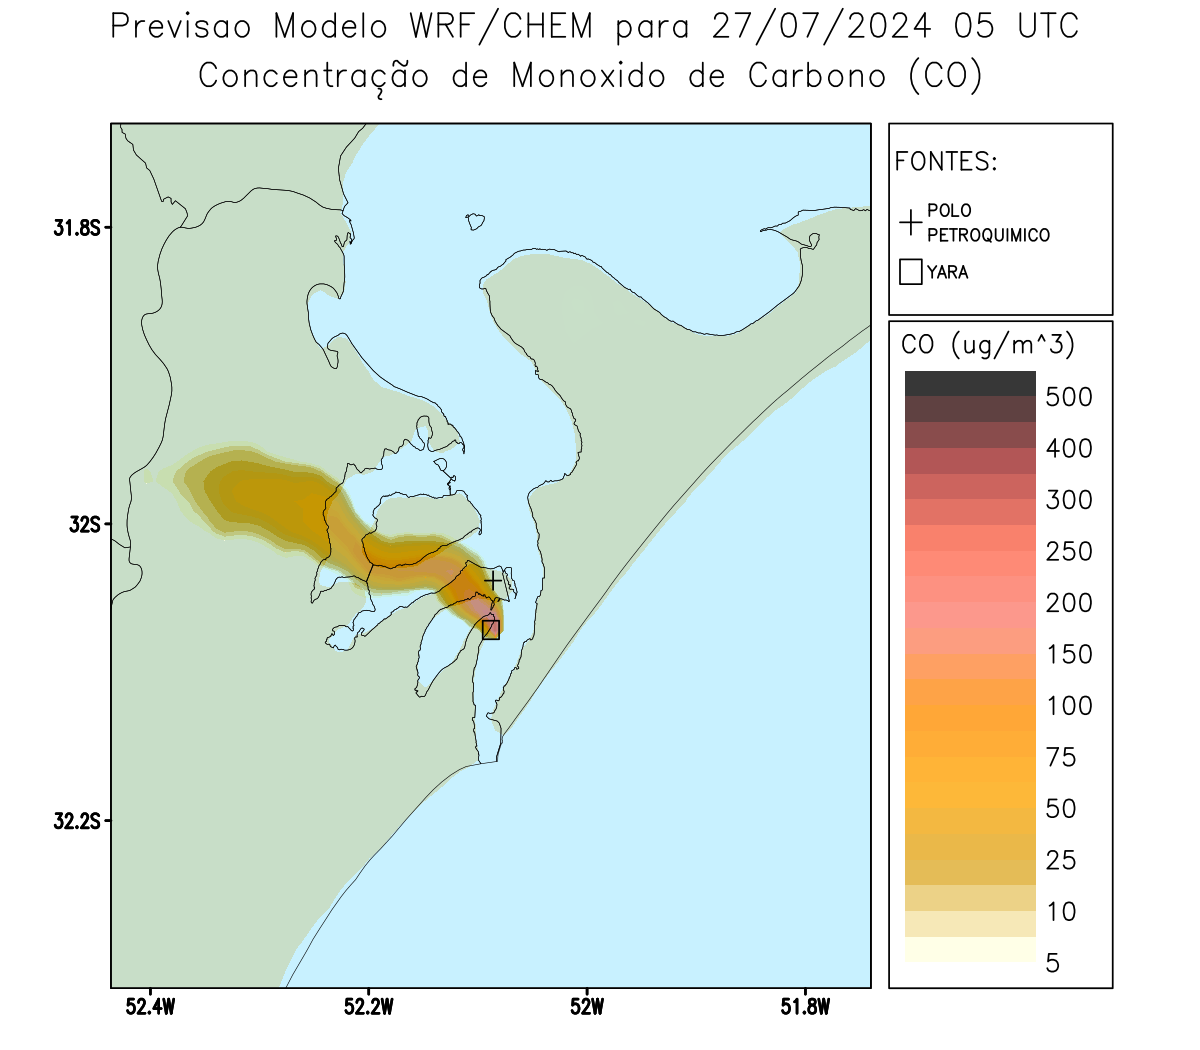 Previsao Modelo WRF/CHEM para 27/07/2024 05 UTC
Concentração de Monoxido de Carbono (CO)
FONTES:
POLO
PETROQUIMICO
YARA
31.8S
32S
32.2S
52.4W
52.2W
52W
51.8W
CO (ug/m^3)
500
400
300
250
200
150
100
75
50
25
10
5